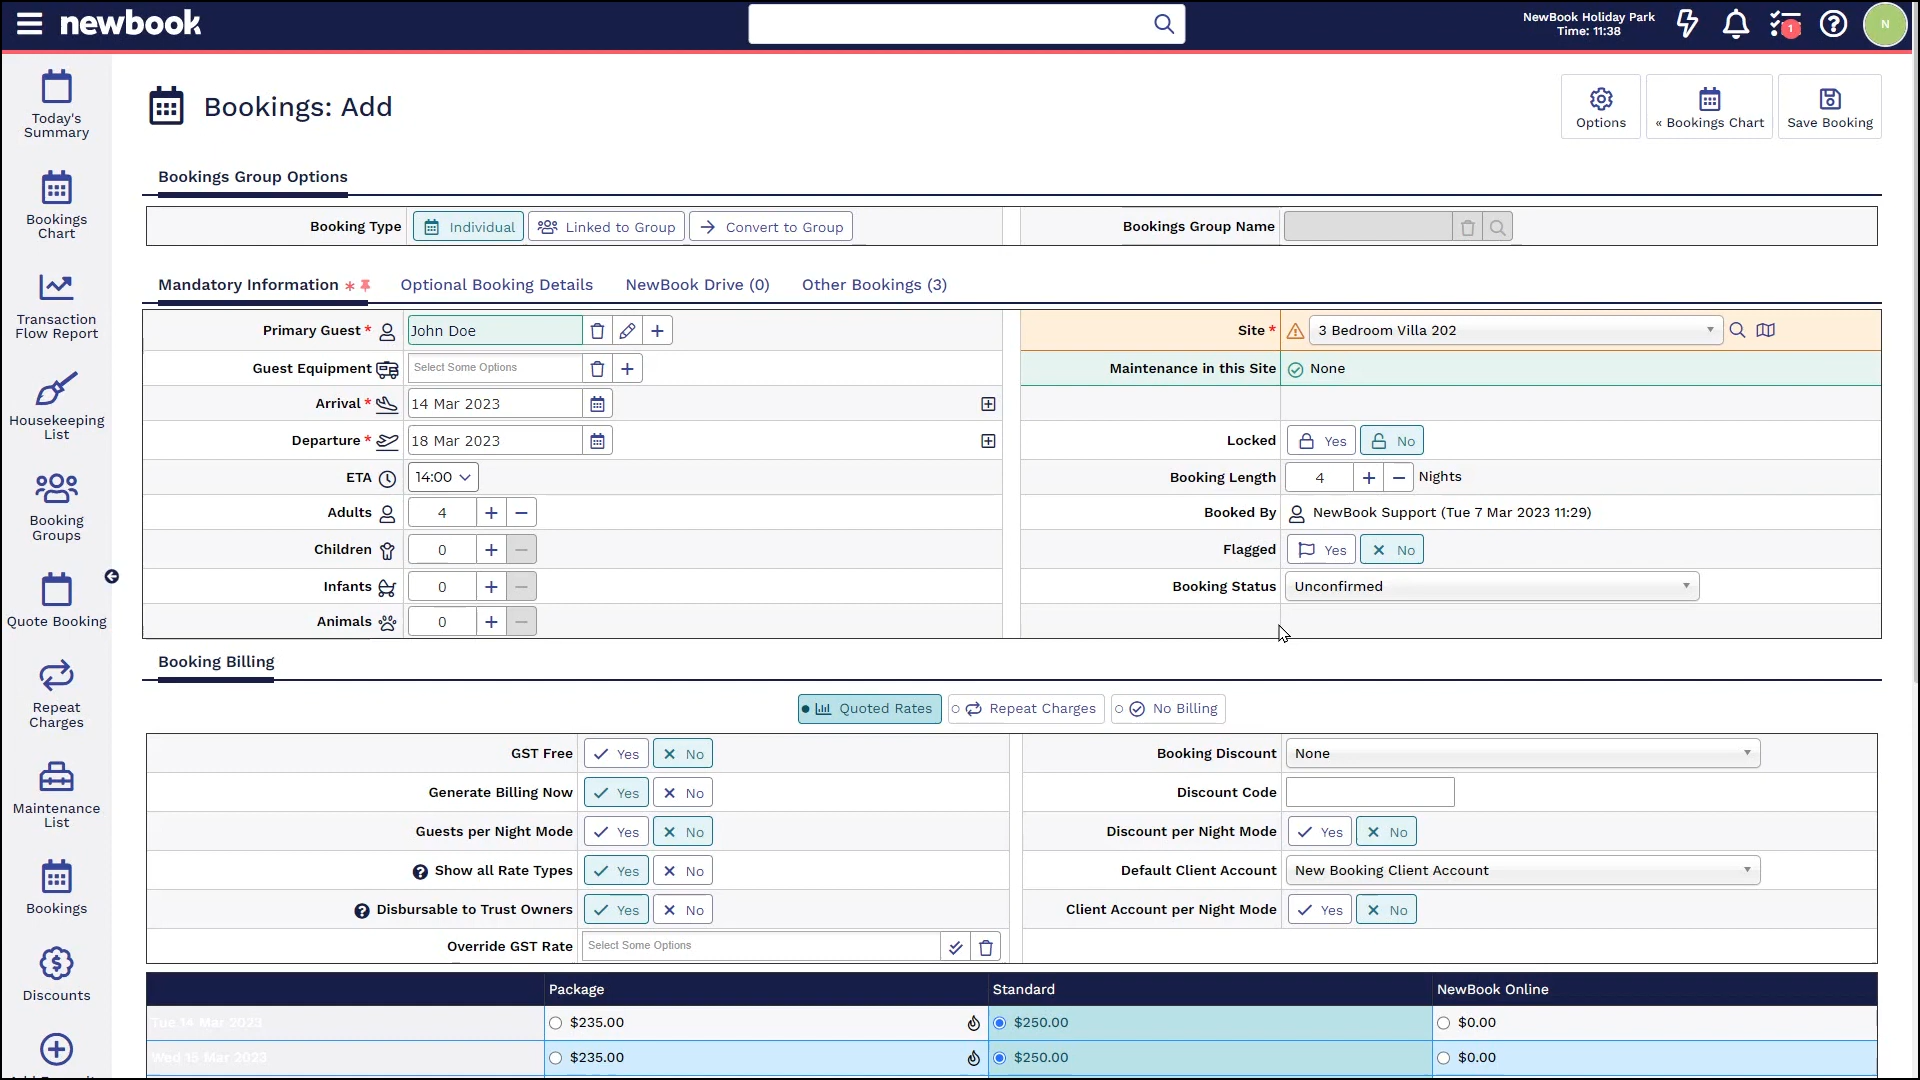 newbook
NewBook Holiday Park
Time: 11:38
1
N
Today's
Summary
Bookings
Chart
Transaction
Flow Report
Housekeeping
List
Booking
Groups
Quote Booking
Repeat
Charges
Maintenance
List
Bookings
Discounts
Bookings: Add
Options
« Bookings Chart
Save Booking
Bookings Group Options
Booking Type Individual Linked to Group Convert to Group Bookings Group Name
Mandatory Information * Optional Booking Details NewBook Drive (0) Other Bookings (3)
Primary Guest * John Doe Site * 3 Bedroom Villa 202
Guest Equipment Select Some Options Maintenance in this Site None
Arrival * 14 Mar 2023
Departure * 18 Mar 2023 Locked Yes No
ETA 14:00 Booking Length 4 + − Nights
Adults 4 + − Booked By NewBook Support (Tue 7 Mar 2023 11:29)
Children 0 + − Flagged Yes No
Infants 0 + − Booking Status Unconfirmed
Animals 0 + −
Booking Billing
Quoted Rates Repeat Charges No Billing
GST Free Yes No Booking Discount None
Generate Billing Now Yes No Discount Code
Guests per Night Mode Yes No Discount per Night Mode Yes No
Show all Rate Types Yes No Default Client Account New Booking Client Account
Disbursable to Trust Owners Yes No Client Account per Night Mode Yes No
Override GST Rate Select Some Options
Package Standard NewBook Online
Tue 14 Mar 2023 $235.00 $250.00 $0.00
Wed 15 Mar 2023 $235.00 $250.00 $0.00